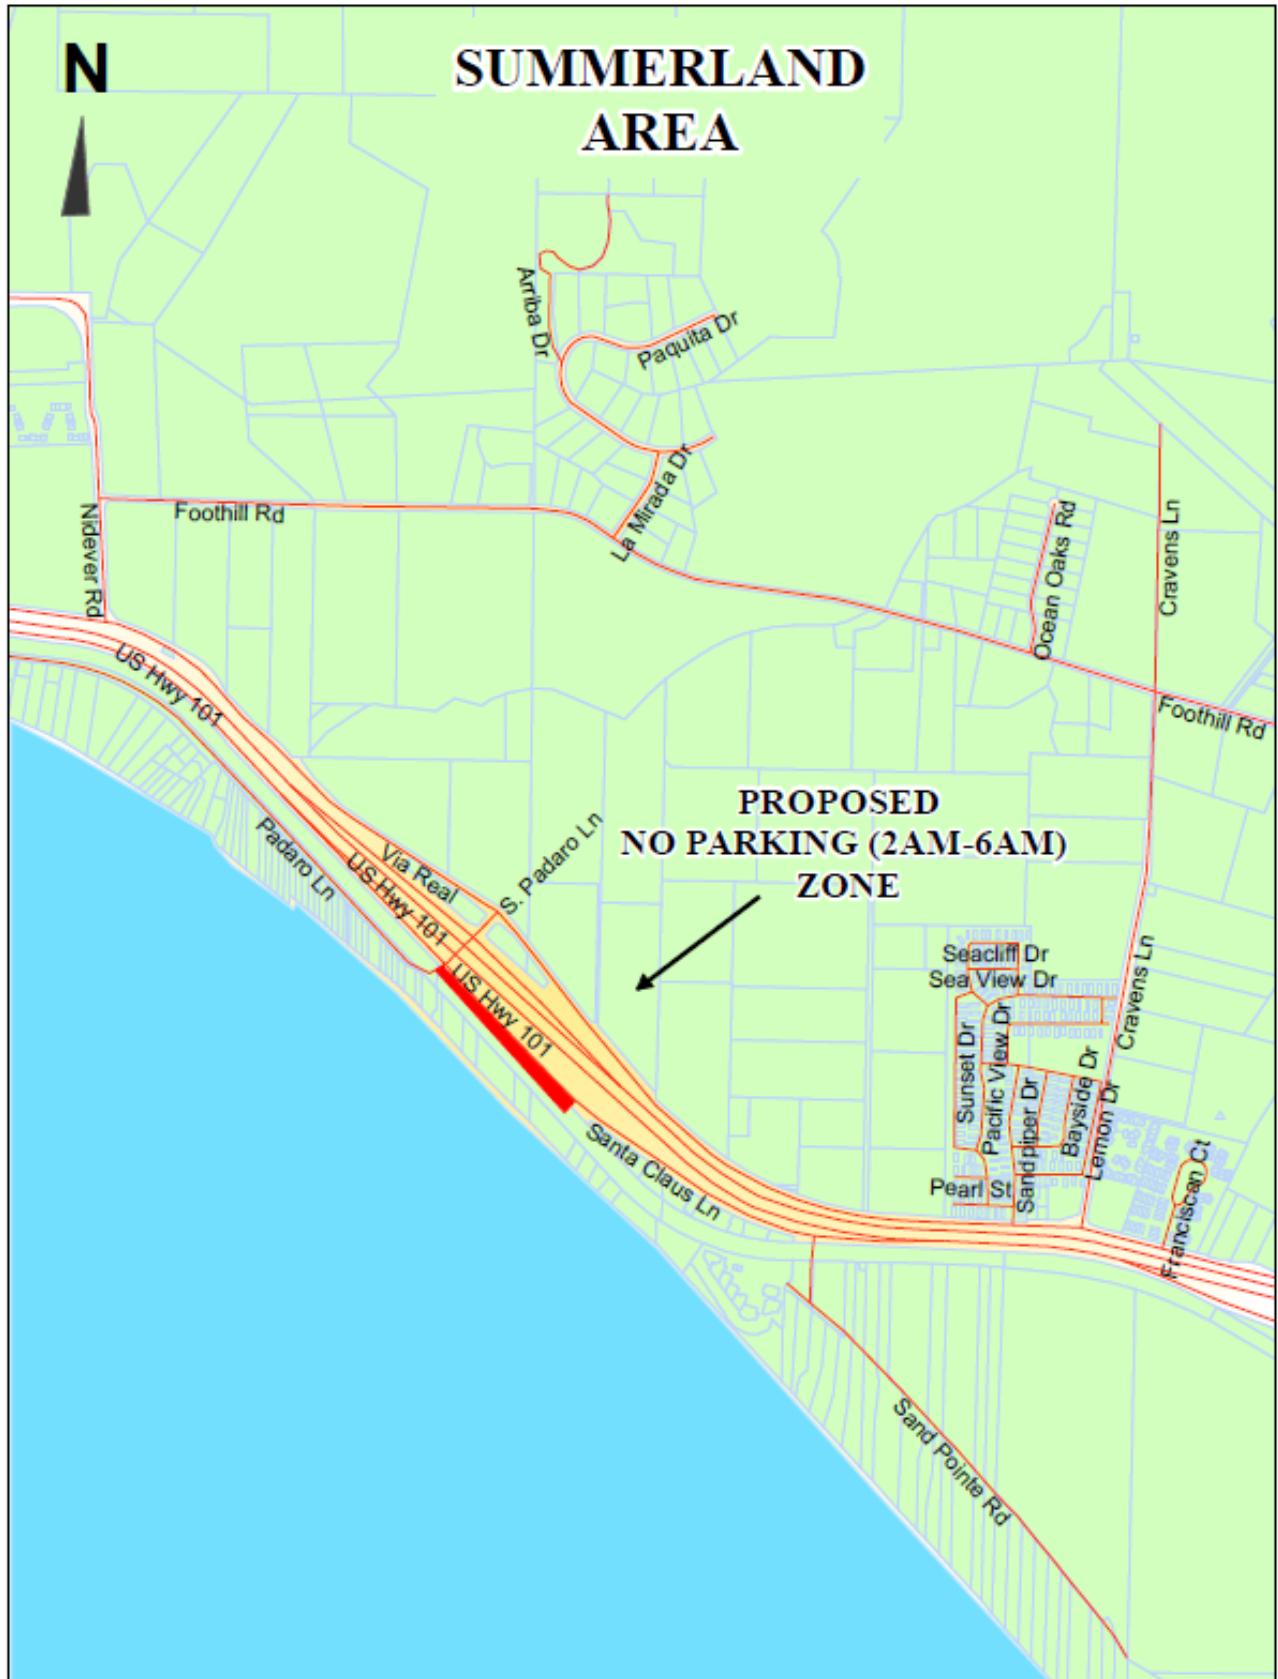 N
SUMMERLAND
AREA
Arriba Dr
Paquita Dr
La Mirada Dr
Foothill Rd
Nidever Rd
Ocean Oaks Rd
Cravens Ln
Foothill Rd
US Hwy 101
Padaro Ln
Via Real
US Hwy 101
S. Padaro Ln
PROPOSED
NO PARKING (2AM-6AM)
ZONE
US Hwy 101
Seacliff Dr
Sea View Dr
Cravens Ln
Sunset Dr
Pacific View Dr
Sandpiper Dr
Bayside Dr
Lemon Dr
Pearl St
Franciscan Ct
Santa Claus Ln
Sand Pointe Rd